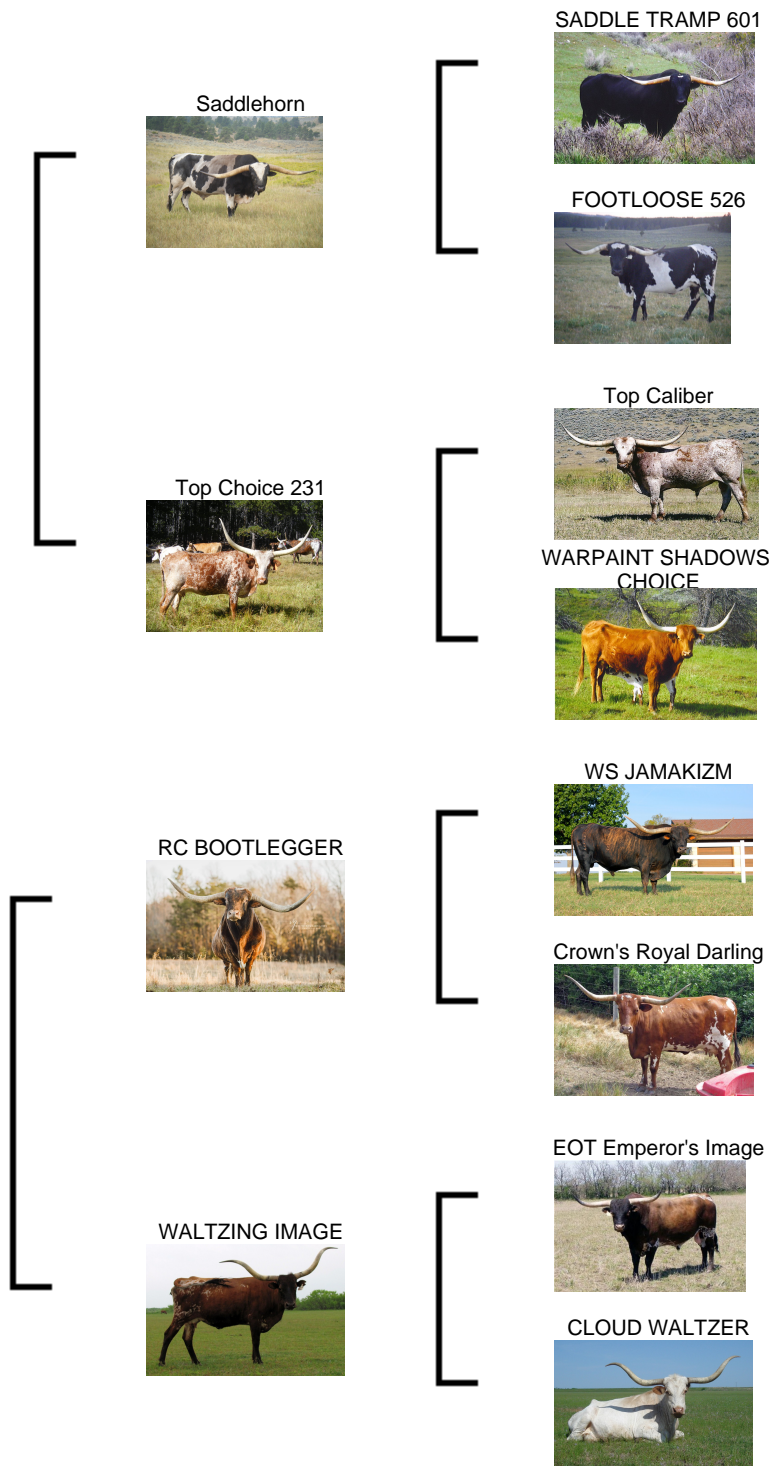 SADDLE TRAMP 601
Saddlehorn
FOOTLOOSE 526
Top Caliber
Top Choice 231
WARPAINT SHADOWS
CHOICE
WS JAMAKIZM
RC BOOTLEGGER
Crown's Royal Darling
EOT Emperor's Image
WALTZING IMAGE
CLOUD WALTZER